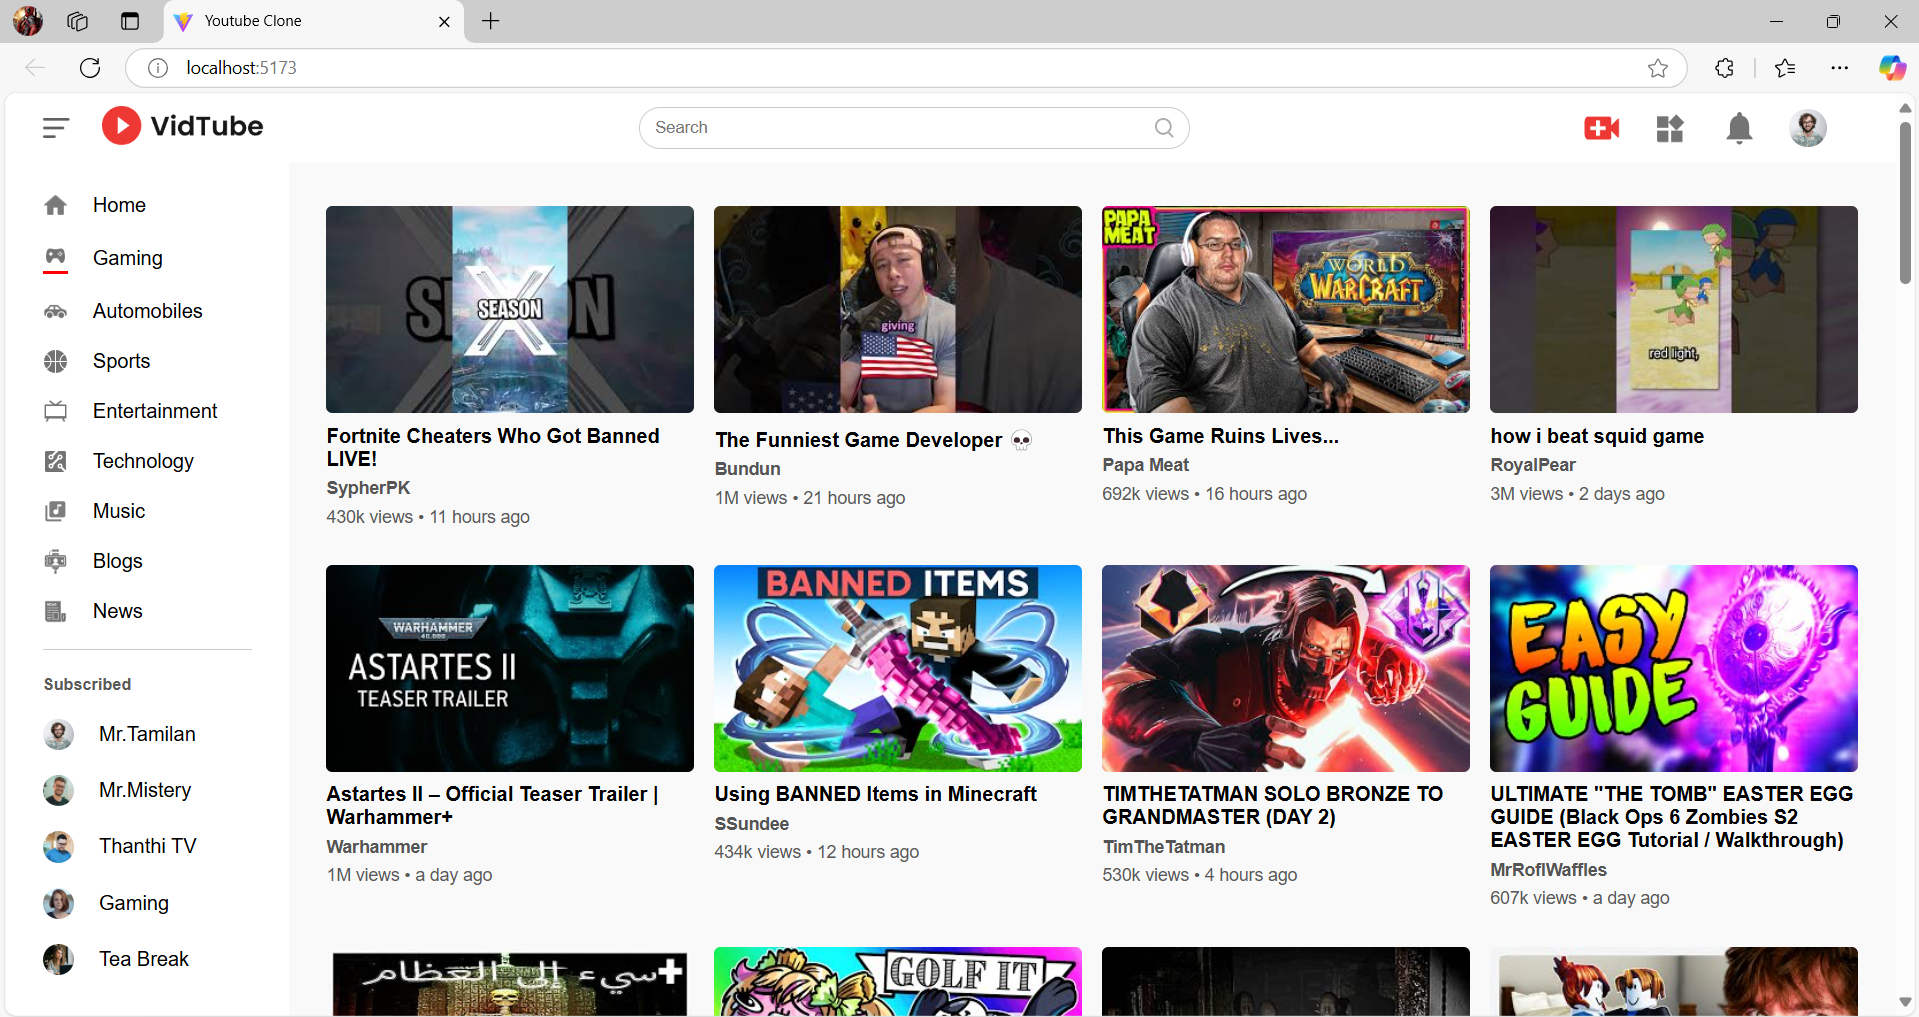 Youtube Clone
localhost:5173
VidTube
Search
Home
Gaming
Automobiles
Sports
Entertainment
Technology
Music
Blogs
News
Subscribed
Mr.Tamilan
Mr.Mistery
Thanthi TV
Gaming
Tea Break
SEASON
X
Fortnite Cheaters Who Got Banned
LIVE!
SypherPK
430k views • 11 hours ago
giving
The Funniest Game Developer 💀
Bundun
1M views • 21 hours ago
PAPA
MEAT
WORLD
WARCRAFT
This Game Ruins Lives...
Papa Meat
692k views • 16 hours ago
red light,
how i beat squid game
RoyalPear
3M views • 2 days ago
WARHAMMER
40,000
ASTARTES II
TEASER TRAILER
Astartes II – Official Teaser Trailer |
Warhammer+
Warhammer
1M views • a day ago
BANNED ITEMS
Using BANNED Items in Minecraft
SSundee
434k views • 12 hours ago
TIMTHETATMAN SOLO BRONZE TO
GRANDMASTER (DAY 2)
TimTheTatman
530k views • 4 hours ago
EASY
GUIDE
ULTIMATE "THE TOMB" EASTER EGG
GUIDE (Black Ops 6 Zombies S2
EASTER EGG Tutorial / Walkthrough)
MrRoflWaffles
607k views • a day ago
سيء إلى العظام+
GOLF IT